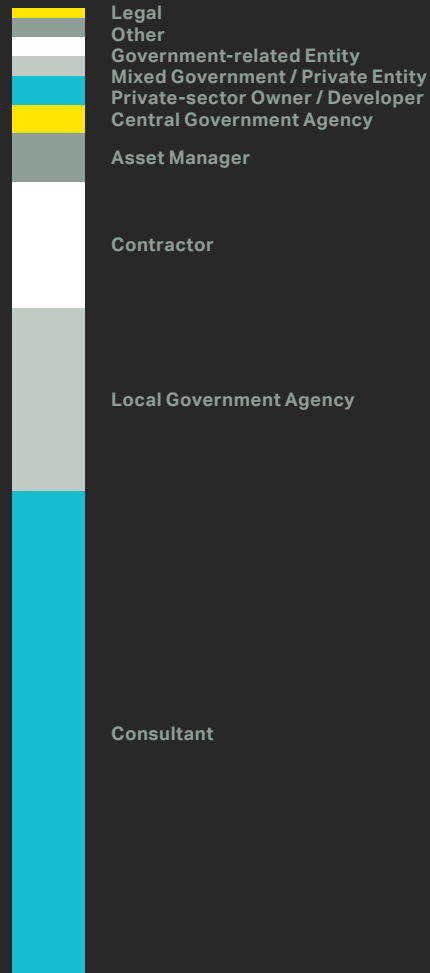 Legal
Other
Government-related Entity
Mixed Government / Private Entity
Private-sector Owner / Developer
Central Government Agency
Asset Manager
Contractor
Local Government Agency
Consultant